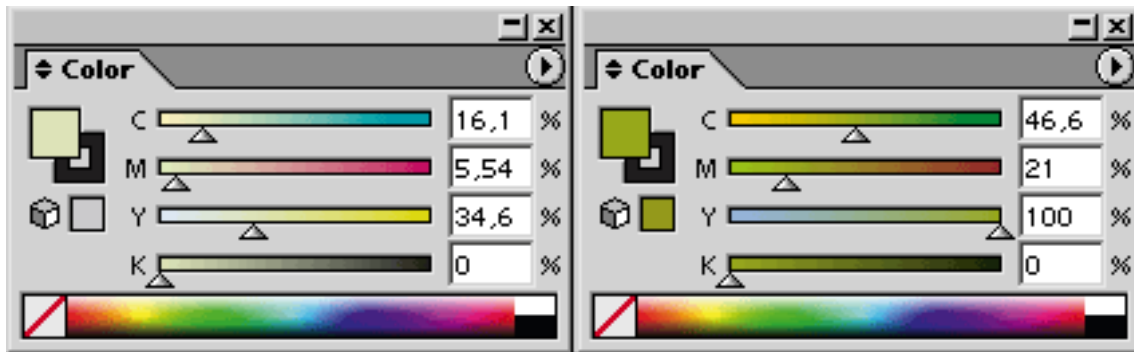 Color
C 16,1 %
M 5,54 %
Y 34,6 %
K 0 %
Color
C 46,6 %
M 21 %
Y 100 %
K 0 %